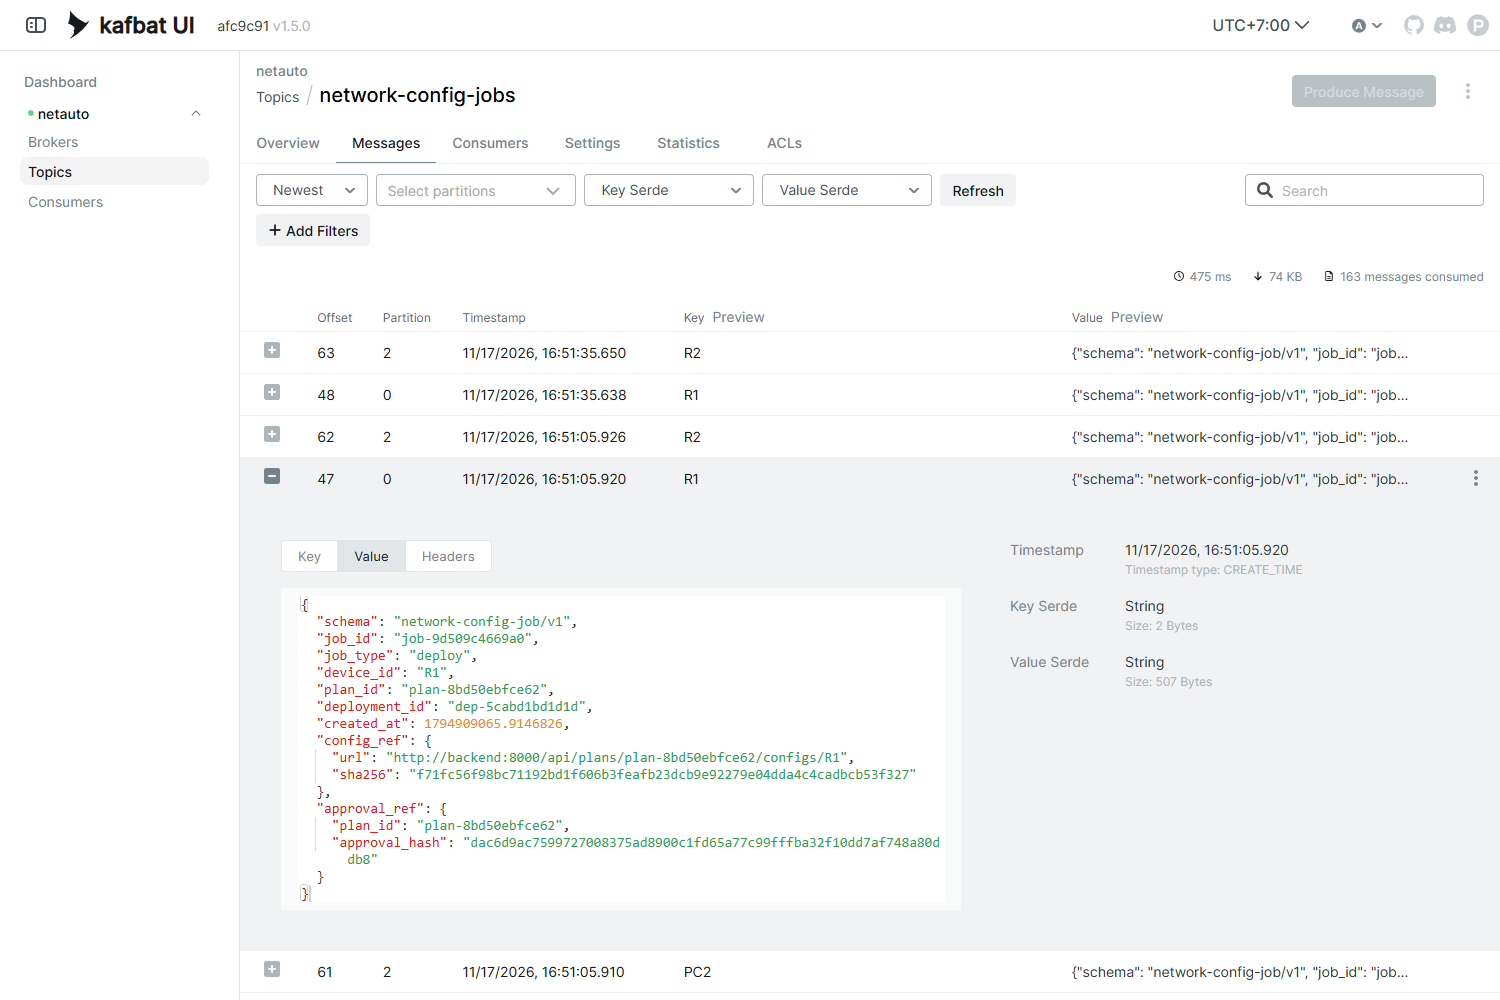 kafbat UI
afc9c91 v1.5.0
UTC+7:00
A
P
Dashboard
netauto
Brokers
Topics
Consumers
netauto
Topics / network-config-jobs
Produce Message
Overview Messages Consumers Settings Statistics ACLs
Newest Select partitions Key Serde Value Serde Refresh Search
+ Add Filters
475 ms 74 KB 163 messages consumed
Offset Partition Timestamp Key Preview Value Preview
63 2 11/17/2026, 16:51:35.650 R2 {"schema": "network-config-job/v1", "job_id": "job...
48 0 11/17/2026, 16:51:35.638 R1 {"schema": "network-config-job/v1", "job_id": "job...
62 2 11/17/2026, 16:51:05.926 R2 {"schema": "network-config-job/v1", "job_id": "job...
47 0 11/17/2026, 16:51:05.920 R1 {"schema": "network-config-job/v1", "job_id": "job...
Key Value Headers
{
"schema": "network-config-job/v1",
"job_id": "job-9d509c4669a0",
"job_type": "deploy",
"device_id": "R1",
"plan_id": "plan-8bd50ebfce62",
"deployment_id": "dep-5cabd1bd1d1d",
"created_at": 1794909065.9146826,
"config_ref": {
"url": "http://backend:8000/api/plans/plan-8bd50ebfce62/configs/R1",
"sha256": "f71fc56f98bc71192bd1f606b3feafb23dcb9e92279e04dda4c4cadbcb53f327"
},
"approval_ref": {
"plan_id": "plan-8bd50ebfce62",
"approval_hash": "dac6d9ac7599727008375ad8900c1fd65a77c99fffba32f10dd7af748a80d
db8"
}
}
Timestamp 11/17/2026, 16:51:05.920
Timestamp type: CREATE_TIME
Key Serde String
Size: 2 Bytes
Value Serde String
Size: 507 Bytes
61 2 11/17/2026, 16:51:05.910 PC2 {"schema": "network-config-job/v1", "job_id": "job...